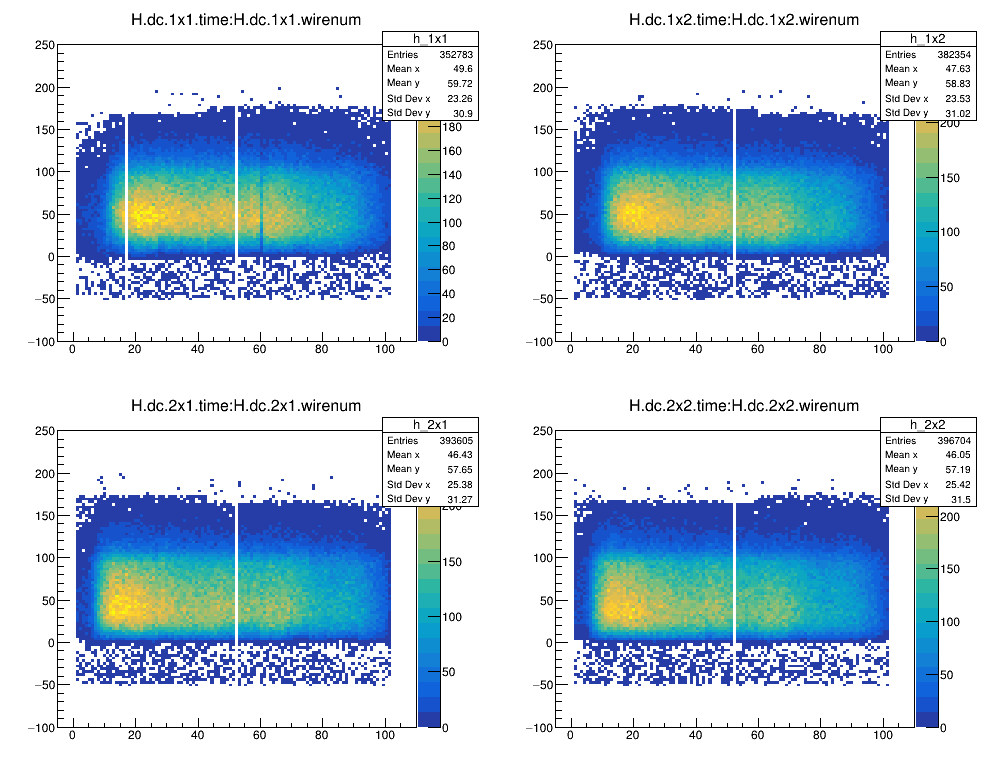 H.dc.1x1.time:H.dc.1x1.wirenum
h_1x1
Entries 352783
Mean x 49.6
Mean y 59.72
Std Dev x 23.26
Std Dev y 30.9
250
200
150
100
50
0
−50
−100
0 20 40 60 80 100
180
160
140
120
100
80
60
40
20
0
H.dc.1x2.time:H.dc.1x2.wirenum
h_1x2
Entries 382354
Mean x 47.63
Mean y 58.83
Std Dev x 23.53
Std Dev y 31.02
250
200
150
100
50
0
−50
−100
0 20 40 60 80 100
200
150
100
50
0
H.dc.2x1.time:H.dc.2x1.wirenum
h_2x1
Entries 393605
Mean x 46.43
Mean y 57.65
Std Dev x 25.38
Std Dev y 31.27
250
200
150
100
50
0
−50
−100
0 20 40 60 80 100
200
150
100
50
0
H.dc.2x2.time:H.dc.2x2.wirenum
h_2x2
Entries 396704
Mean x 46.05
Mean y 57.19
Std Dev x 25.42
Std Dev y 31.5
250
200
150
100
50
0
−50
−100
0 20 40 60 80 100
200
150
100
50
0